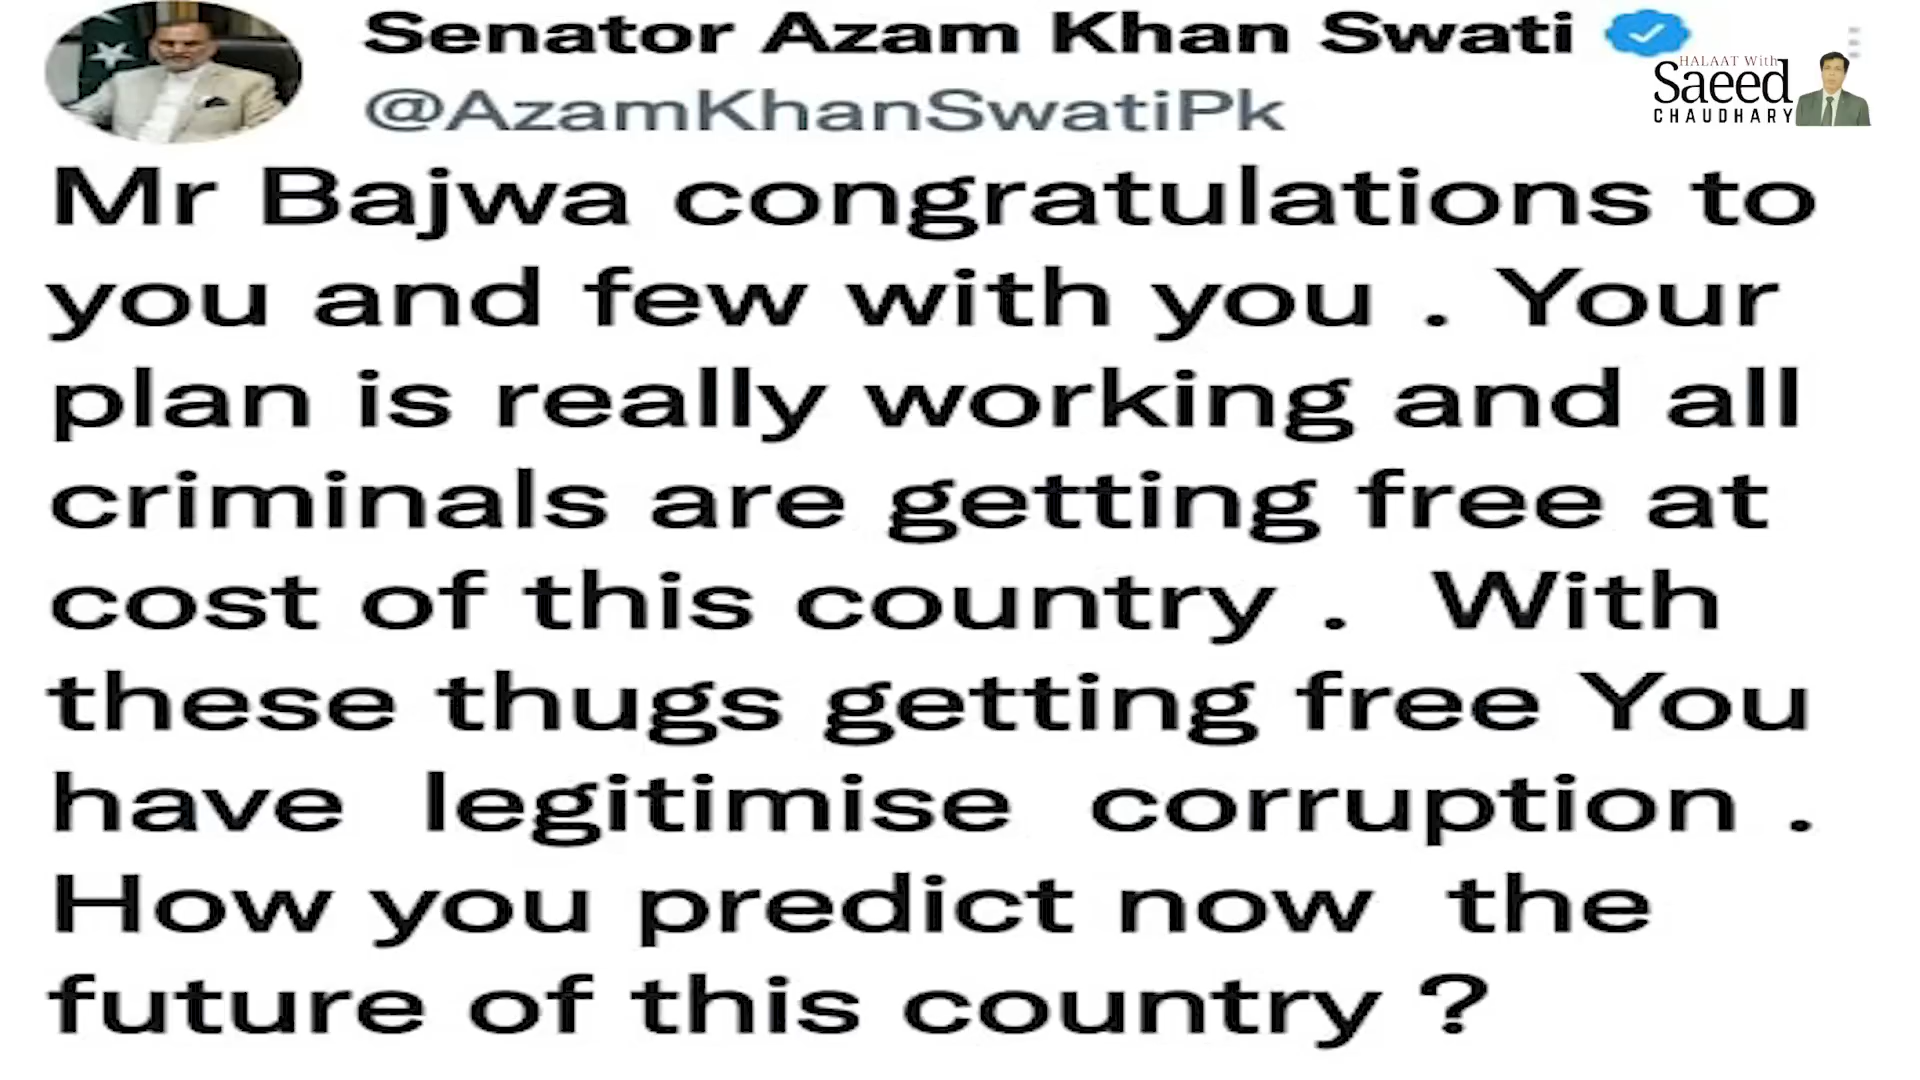 Senator Azam Khan Swati
@AzamKhanSwatiPk
HALAAT With
Saeed
CHAUDHARY
Mr Bajwa congratulations to
you and few with you . Your
plan is really working and all
criminals are getting free at
cost of this country . With
these thugs getting free You
have legitimise corruption .
How you predict now the
future of this country ?